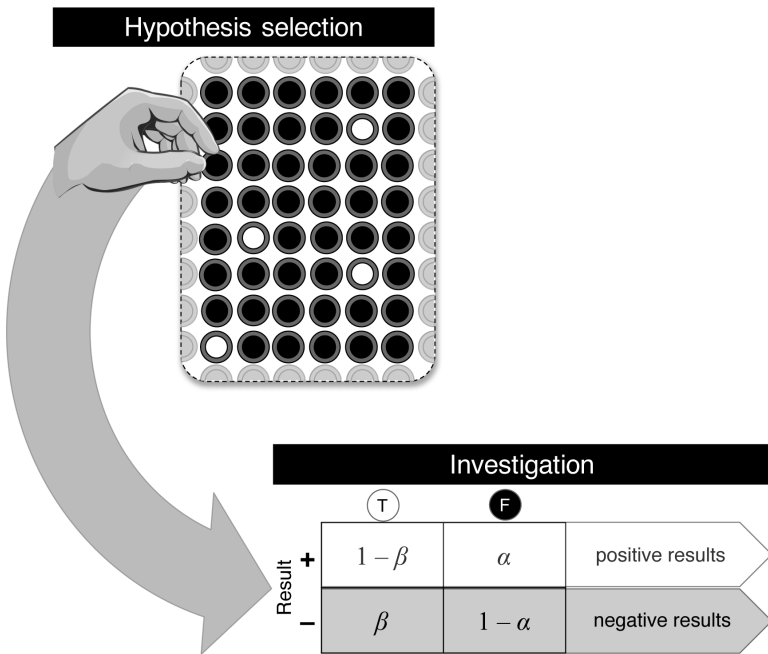 Hypothesis selection
Investigation
T F
Result
+ 1 − β α positive results
− β 1 − α negative results